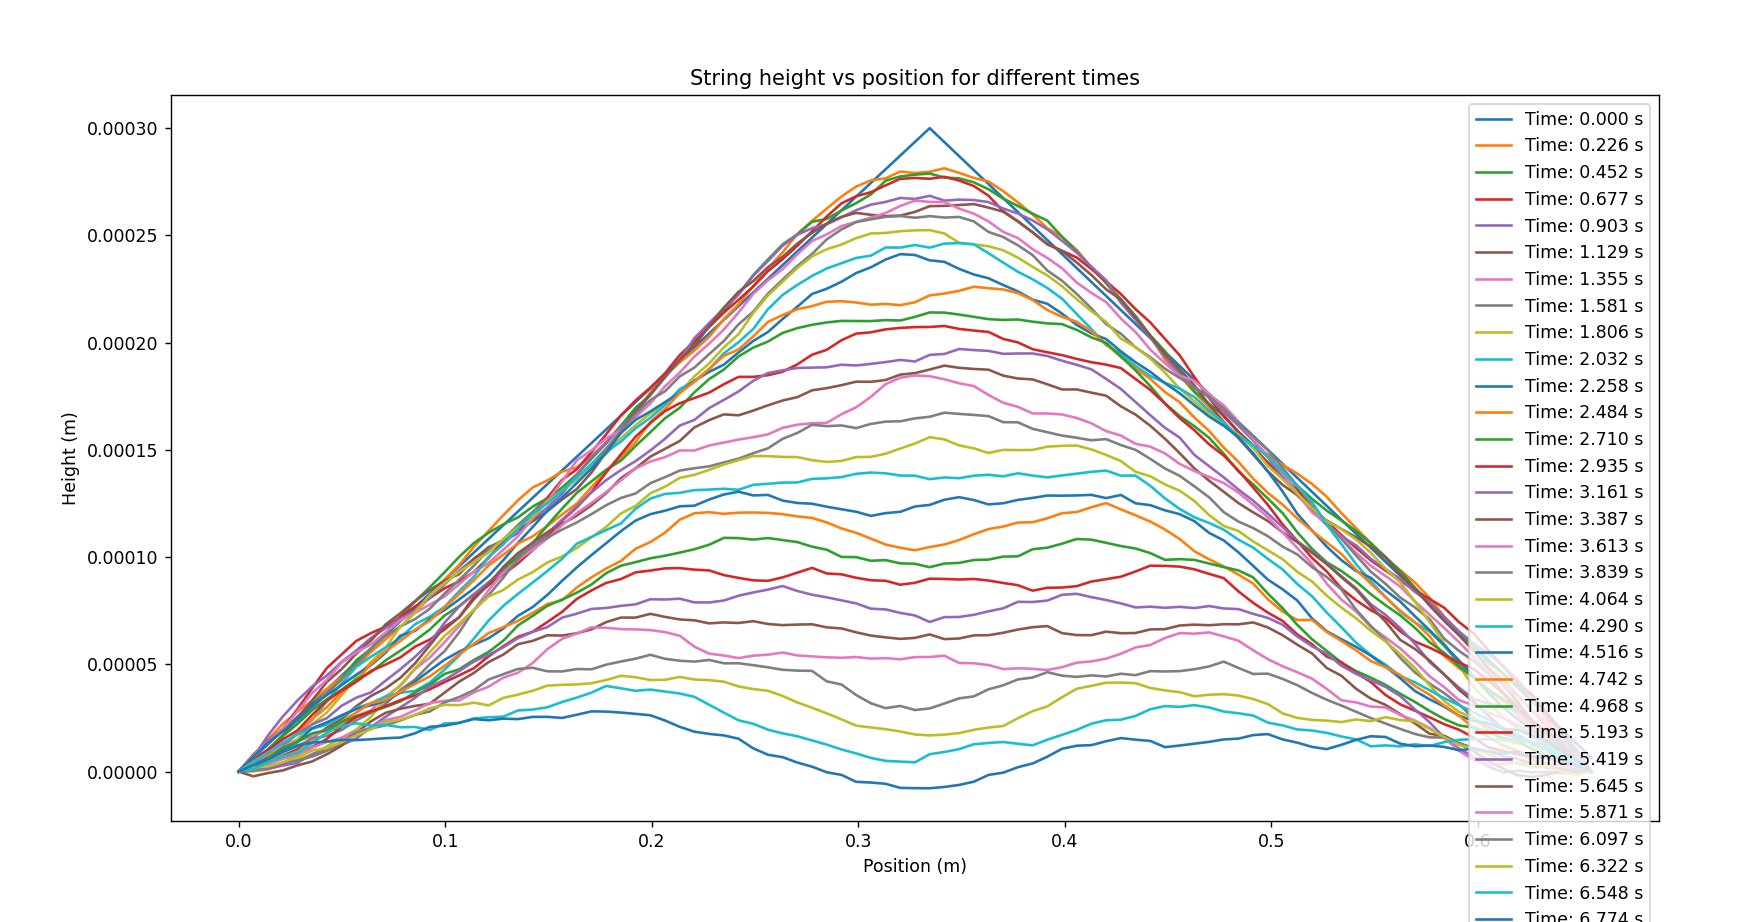 String height vs position for different times
Height (m)
0.00030
0.00025
0.00020
0.00015
0.00010
0.00005
0.00000
0.0 0.1 0.2 0.3 0.4 0.5 0.6
Position (m)
Time: 0.000 s
Time: 0.226 s
Time: 0.452 s
Time: 0.677 s
Time: 0.903 s
Time: 1.129 s
Time: 1.355 s
Time: 1.581 s
Time: 1.806 s
Time: 2.032 s
Time: 2.258 s
Time: 2.484 s
Time: 2.710 s
Time: 2.935 s
Time: 3.161 s
Time: 3.387 s
Time: 3.613 s
Time: 3.839 s
Time: 4.064 s
Time: 4.290 s
Time: 4.516 s
Time: 4.742 s
Time: 4.968 s
Time: 5.193 s
Time: 5.419 s
Time: 5.645 s
Time: 5.871 s
Time: 6.097 s
Time: 6.322 s
Time: 6.548 s
Time: 6.774 s